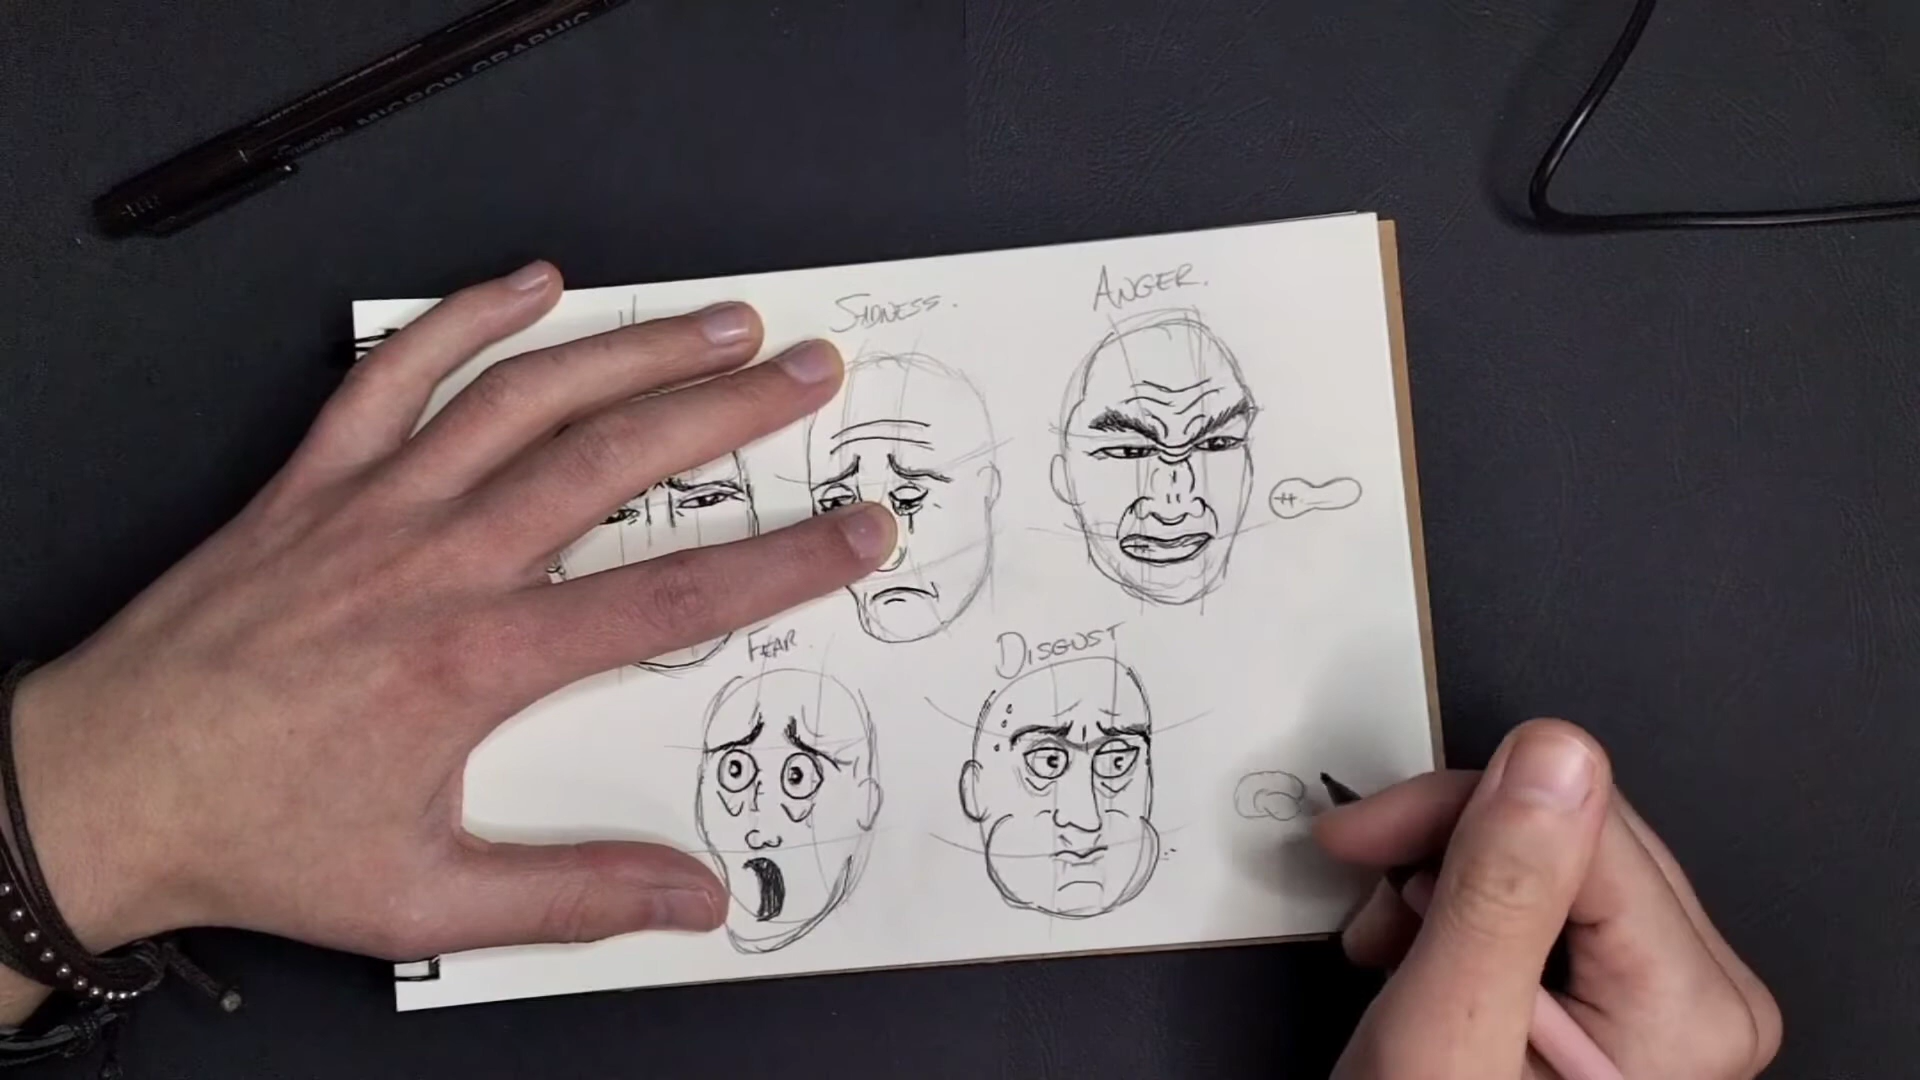 MICRON GRAPHIC
SADNESS.
ANGER.
FEAR.
DISGUST